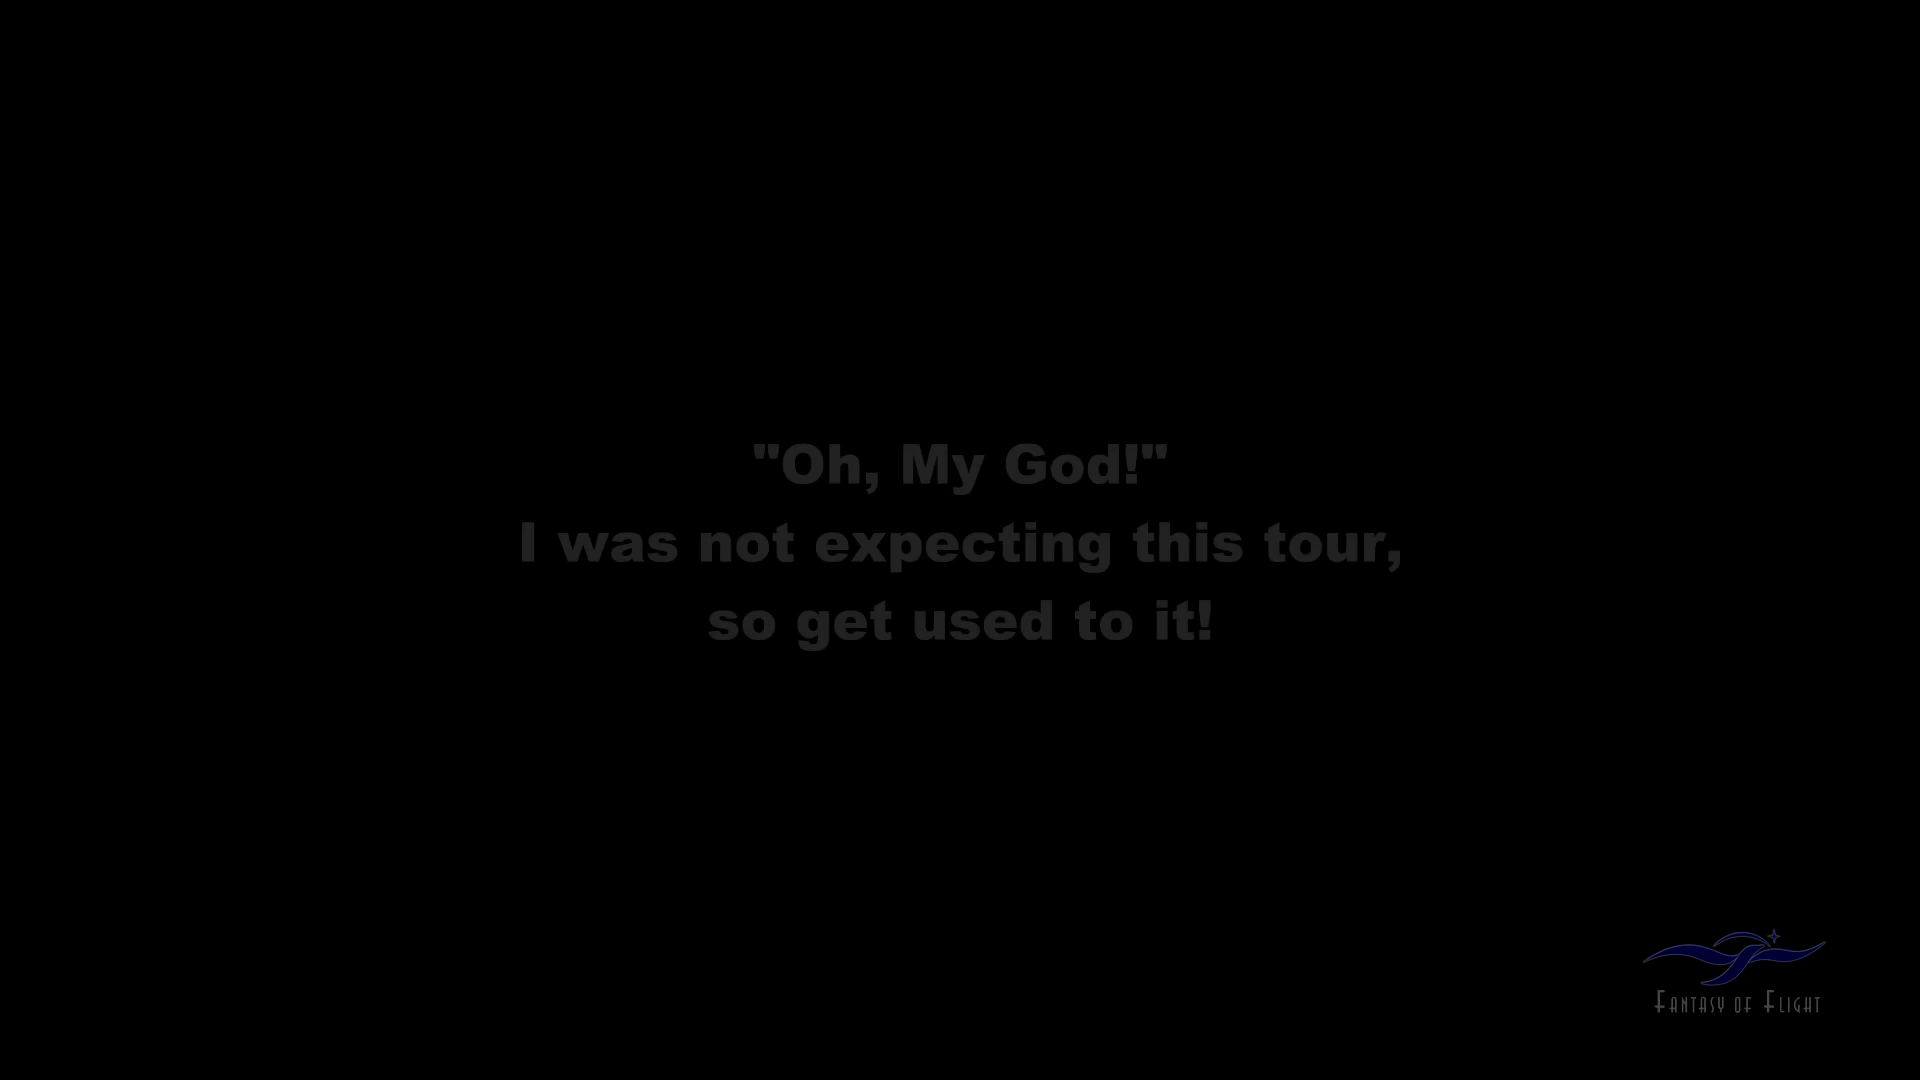 "Oh, My God!"
I was not expecting this tour,
so get used to it!
Fantasy of Flight